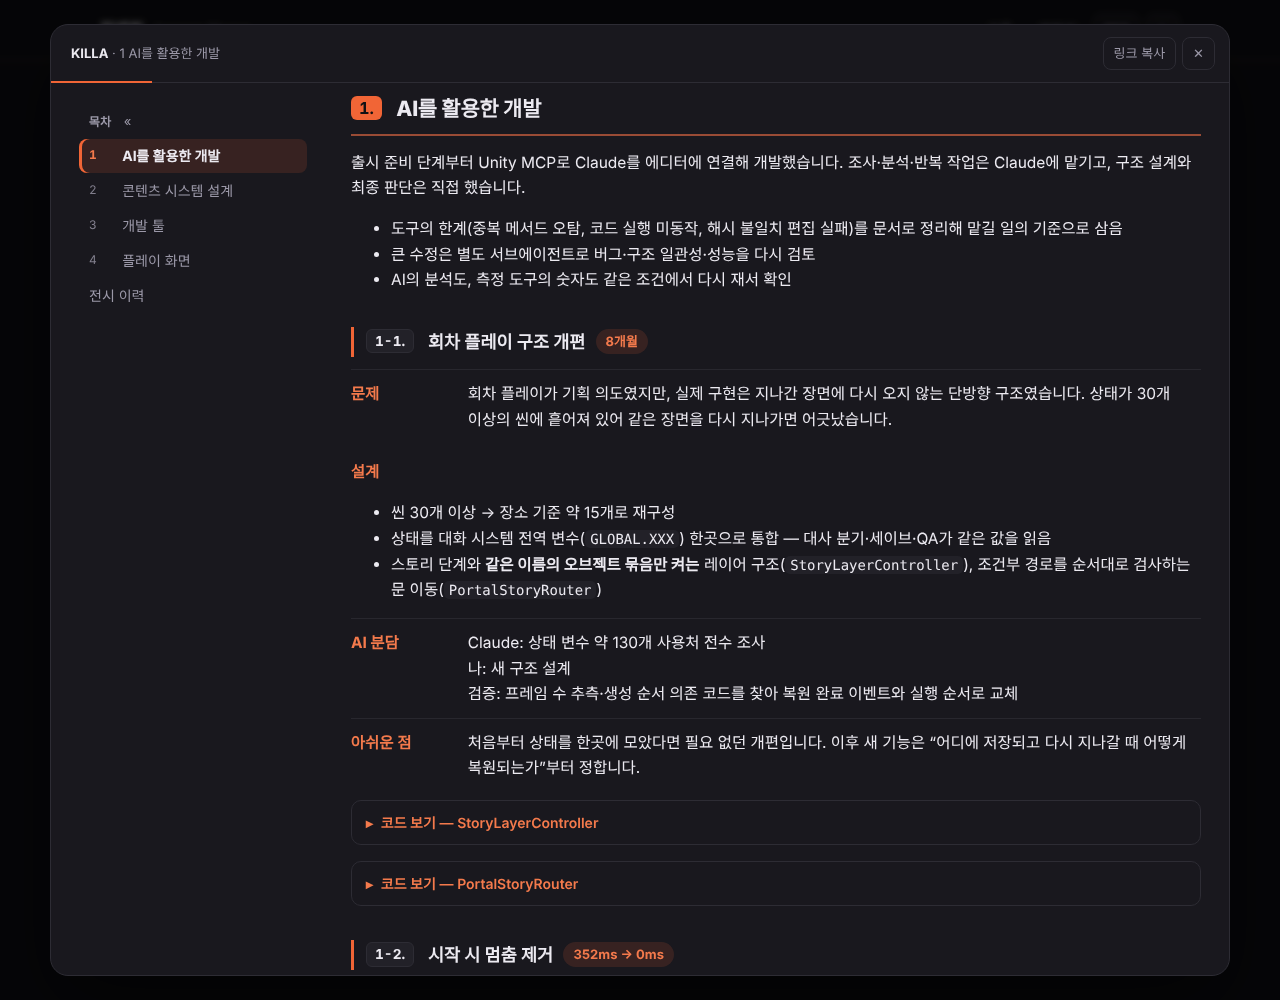 KILLA · 1 AI를 활용한 개발
링크 복사 ×
목차 «
1 AI를 활용한 개발
2 콘텐츠 시스템 설계
3 개발 툴
4 플레이 화면
전시 이력
1. AI를 활용한 개발
출시 준비 단계부터 Unity MCP로 Claude를 에디터에 연결해 개발했습니다. 조사·분석·반복 작업은 Claude에 맡기고, 구조 설계와
최종 판단은 직접 했습니다.
• 도구의 한계(중복 메서드 오탐, 코드 실행 미동작, 해시 불일치 편집 실패)를 문서로 정리해 맡길 일의 기준으로 삼음
• 큰 수정은 별도 서브에이전트로 버그·구조 일관성·성능을 다시 검토
• AI의 분석도, 측정 도구의 숫자도 같은 조건에서 다시 재서 확인
1-1. 회차 플레이 구조 개편 8개월
문제 회차 플레이가 기획 의도였지만, 실제 구현은 지나간 장면에 다시 오지 않는 단방향 구조였습니다. 상태가 30개
이상의 씬에 흩어져 있어 같은 장면을 다시 지나가면 어긋났습니다.
설계
• 씬 30개 이상 → 장소 기준 약 15개로 재구성
• 상태를 대화 시스템 전역 변수( GLOBAL.XXX ) 한곳으로 통합 — 대사 분기·세이브·QA가 같은 값을 읽음
• 스토리 단계와 같은 이름의 오브젝트 묶음만 켜는 레이어 구조( StoryLayerController ), 조건부 경로를 순서대로 검사하는
문 이동( PortalStoryRouter )
AI 분담 Claude: 상태 변수 약 130개 사용처 전수 조사
나: 새 구조 설계
검증: 프레임 수 추측·생성 순서 의존 코드를 찾아 복원 완료 이벤트와 실행 순서로 교체
아쉬운 점 처음부터 상태를 한곳에 모았다면 필요 없던 개편입니다. 이후 새 기능은 “어디에 저장되고 다시 지나갈 때 어떻게
복원되는가”부터 정합니다.
▸ 코드 보기 — StoryLayerController
▸ 코드 보기 — PortalStoryRouter
1-2. 시작 시 멈춤 제거 352ms → 0ms